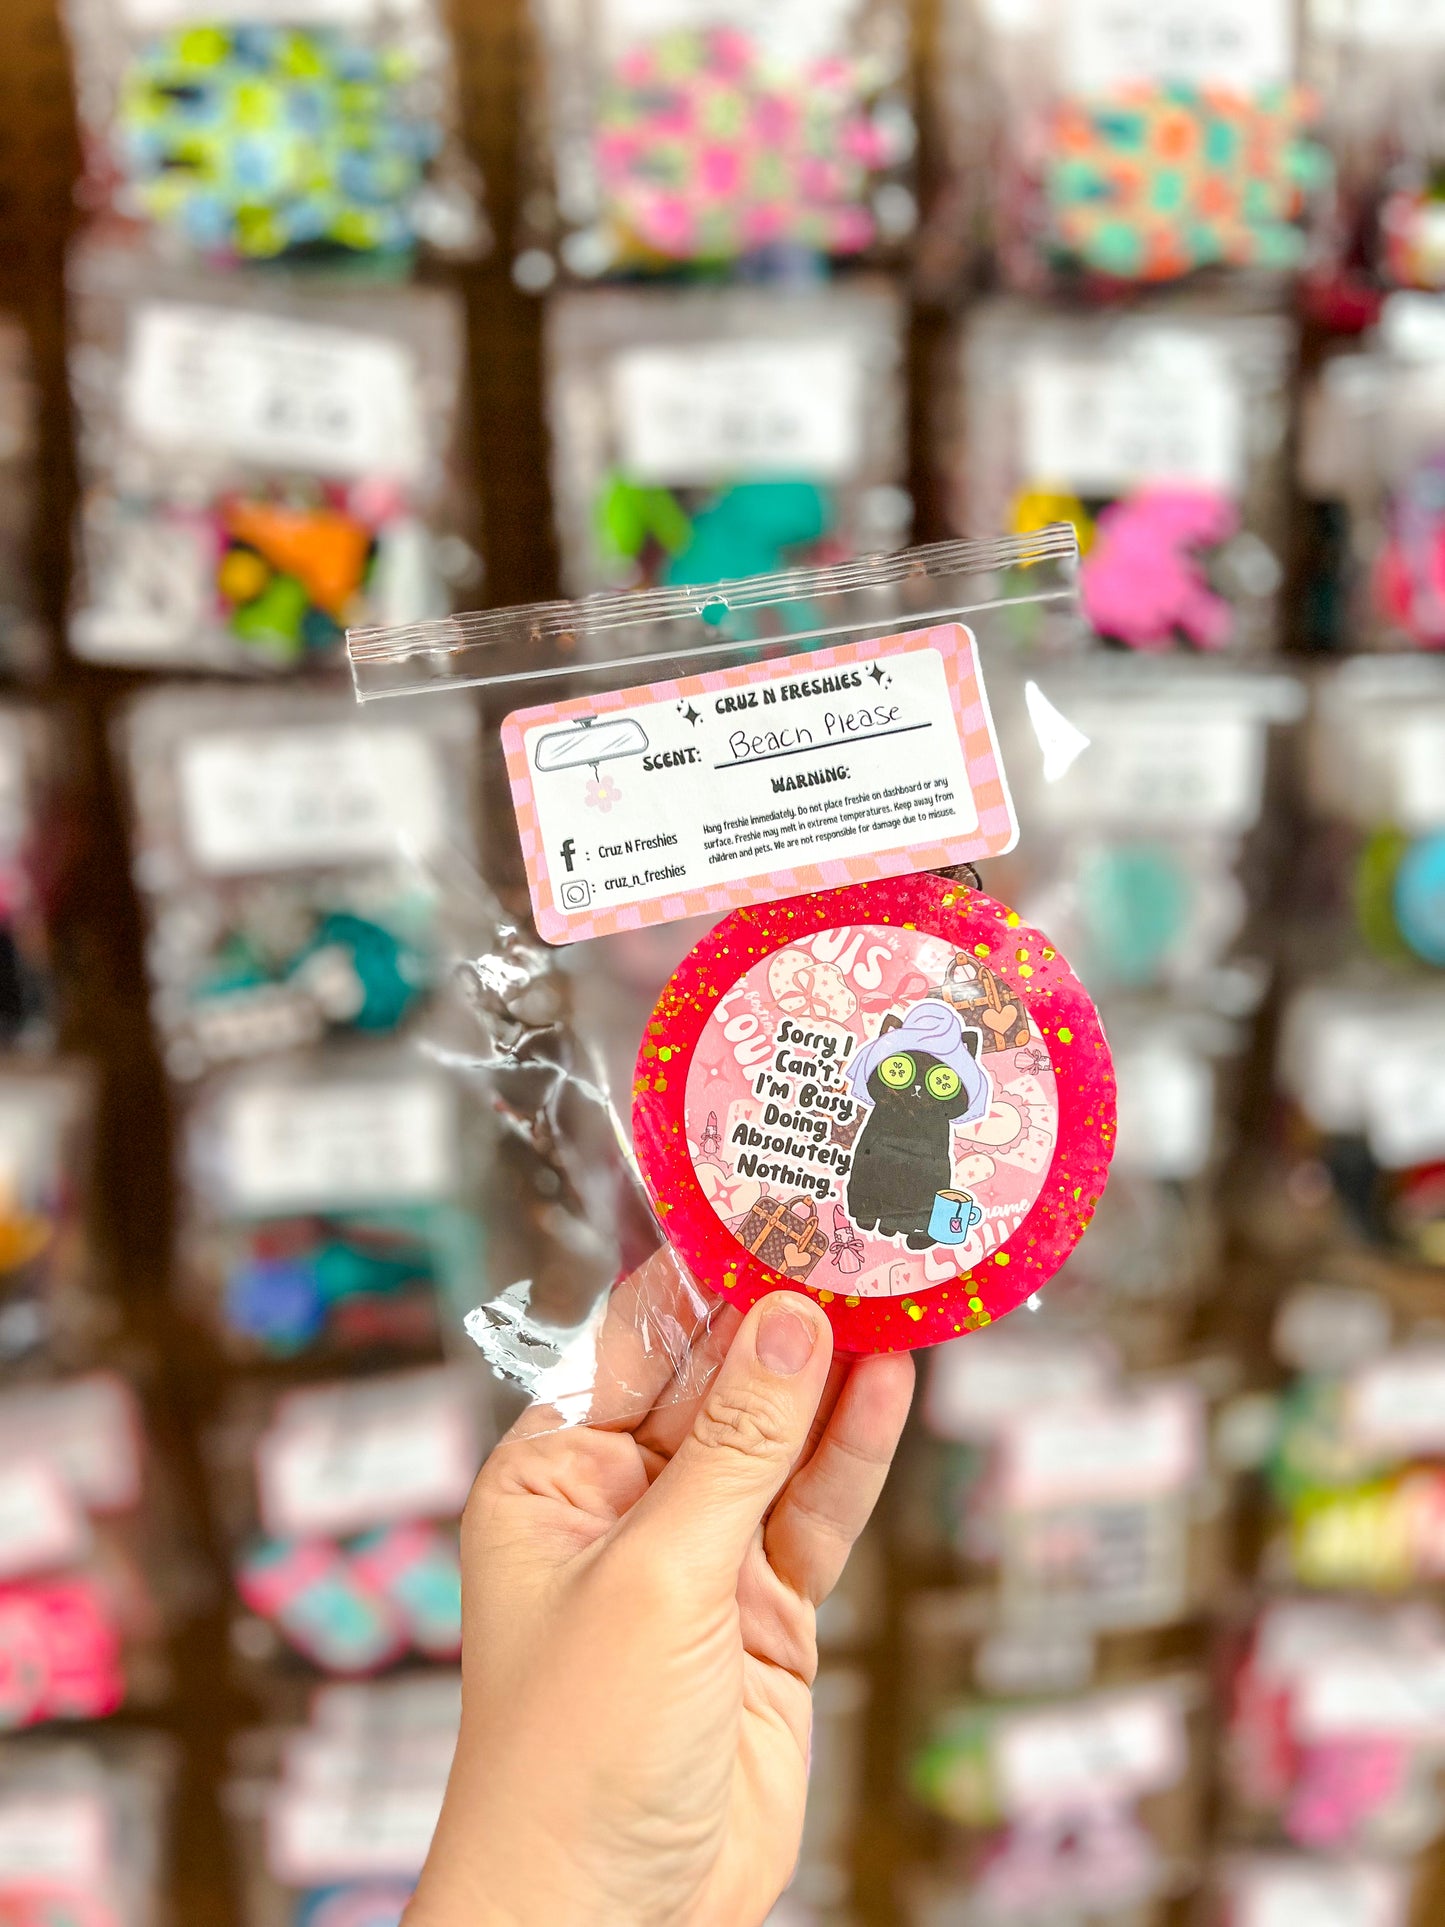 CRUZ N FRESHIES
SCENT: Beach Please
WARNING:
Hang freshie immediately. Do not place freshie on dashboard or any
surface. Freshie may melt in extreme temperatures. Keep away from
children and pets. We are not responsible for damage due to misuse.
f : Cruz N Freshies
: cruz_n_freshies
Sorry I
Can't.
I'm Busy
Doing
Absolutely
Nothing.